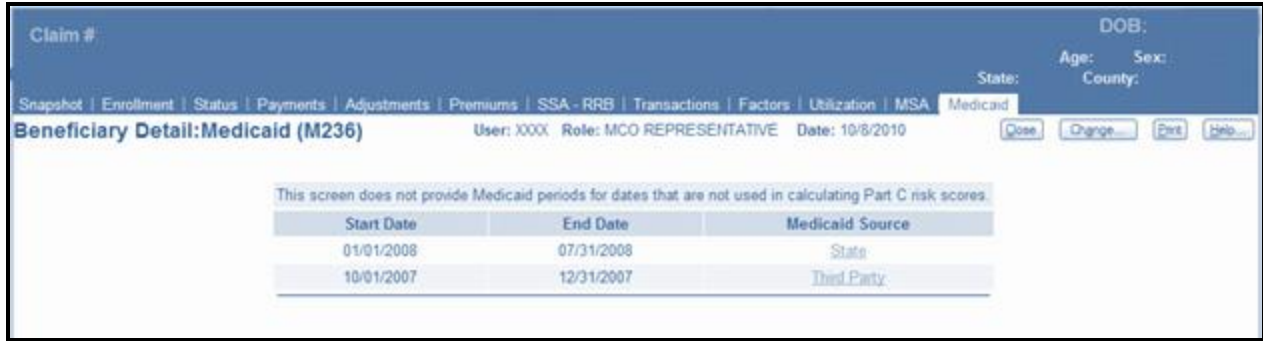 Claim #
DOB:
Age: Sex:
State: County:
Snapshot | Enrollment | Status | Payments | Adjustments | Premiums | SSA - RRB | Transactions | Factors | Utilization | MSA | Medicaid
Beneficiary Detail:Medicaid (M236) User: XXXX Role: MCO REPRESENTATIVE Date: 10/8/2010 Close Change... Print Help...
This screen does not provide Medicaid periods for dates that are not used in calculating Part C risk scores.
Start Date End Date Medicaid Source
01/01/2008 07/31/2008 State
10/01/2007 12/31/2007 Third Party